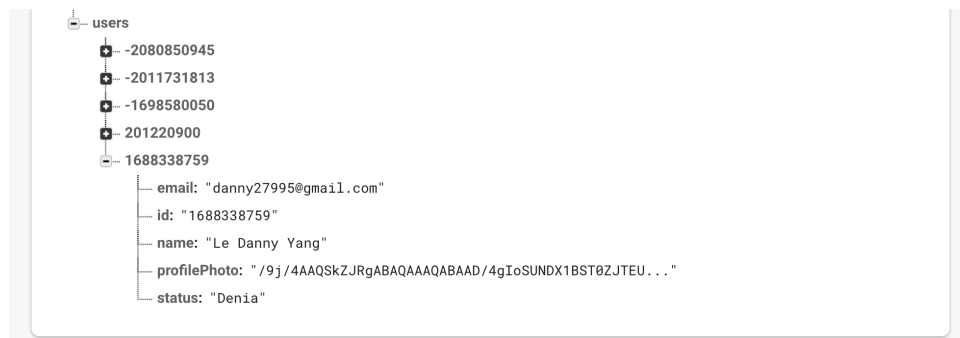 users
-2080850945
-2011731813
-1698580050
201220900
1688338759
email: "danny27995@gmail.com"
id: "1688338759"
name: "Le Danny Yang"
profilePhoto: "/9j/4AAQSkZJRgABAQAAAQABAAD/4gIoSUNDX1BST0ZJTEU..."
status: "Denia"